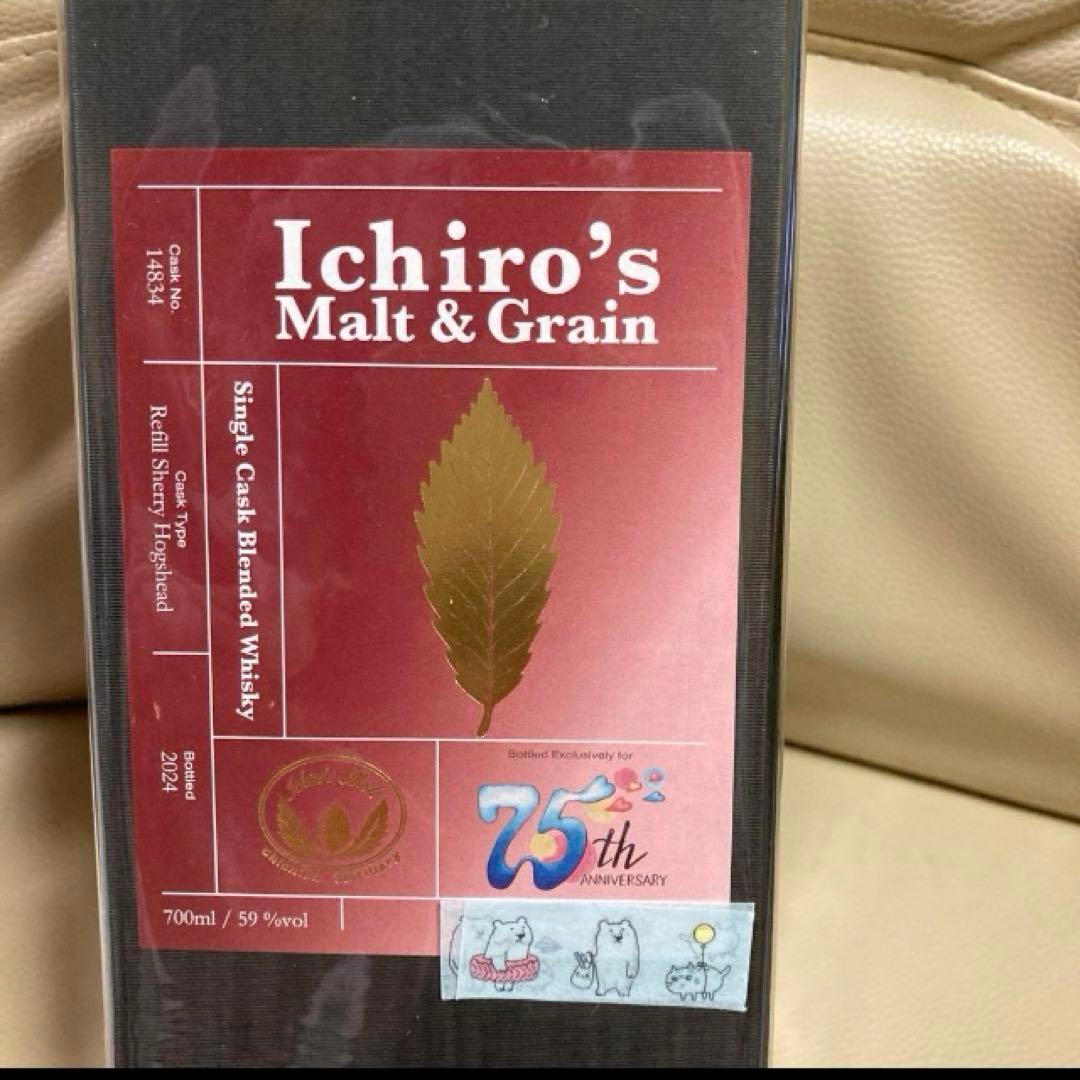 Ichiro's
Malt & Grain
Cask No.
14834
Cask Type
Refill Sherry Hogshead
Single Cask Blended Whisky
Bottled
2024
Bottled Exclusively for
75th
ANNIVERSARY
700ml / 59 %vol